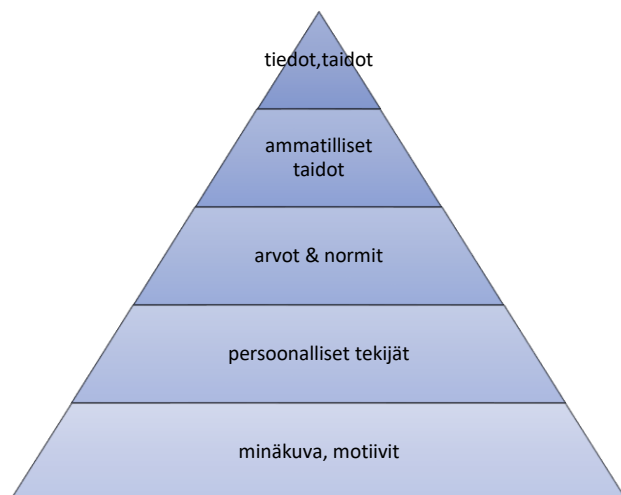 tiedot,taidot
ammatilliset
taidot
arvot & normit
persoonalliset tekijät
minäkuva, motiivit